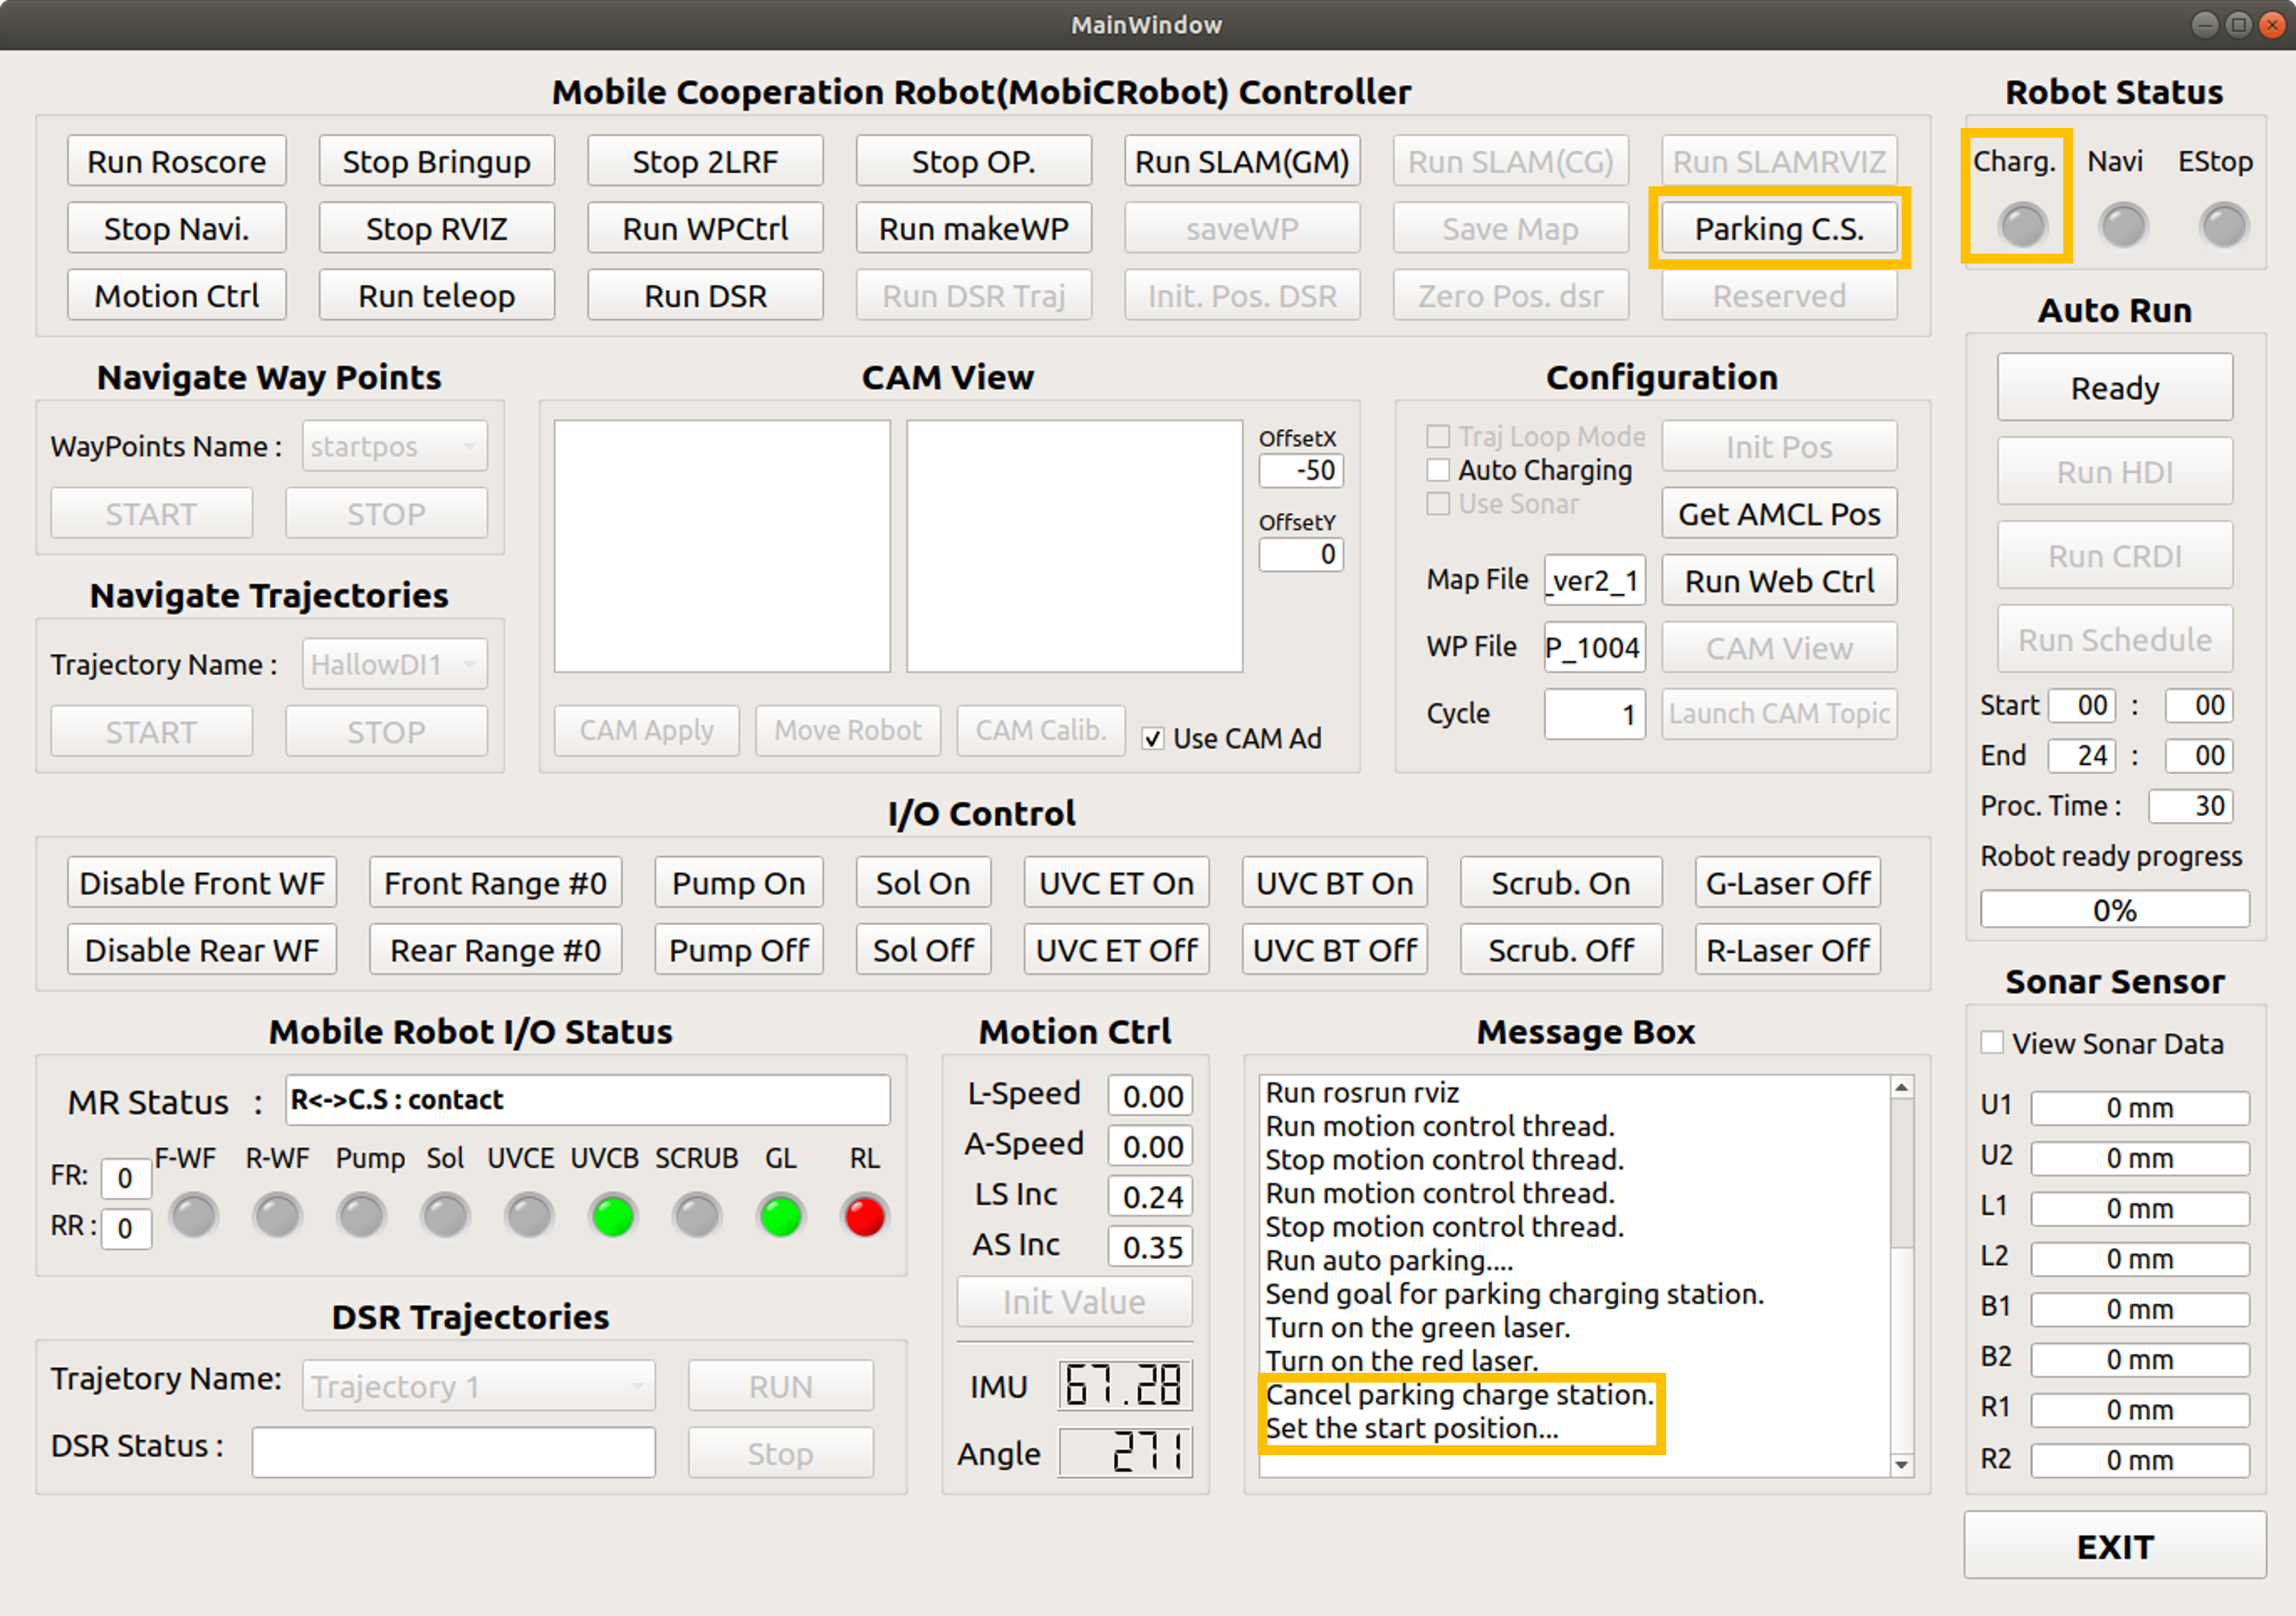 MainWindow
Mobile Cooperation Robot(MobiCRobot) Controller
Run Roscore Stop Bringup Stop 2LRF Stop OP. Run SLAM(GM) Run SLAM(CG) Run SLAMRVIZ
Stop Navi. Stop RVIZ Run WPCtrl Run makeWP saveWP Save Map Parking C.S.
Motion Ctrl Run teleop Run DSR Run DSR Traj Init. Pos. DSR Zero Pos. dsr Reserved
Robot Status
Charg. Navi EStop
Navigate Way Points
WayPoints Name : startpos
START STOP
Navigate Trajectories
Trajectory Name : HallowDI1
START STOP
CAM View
OffsetX
-50
OffsetY
0
CAM Apply Move Robot CAM Calib. Use CAM Ad
Configuration
Traj Loop Mode
Auto Charging
Use Sonar
Init Pos
Get AMCL Pos
Map File _ver2_1 Run Web Ctrl
WP File P_1004 CAM View
Cycle 1 Launch CAM Topic
Auto Run
Ready
Run HDI
Run CRDI
Run Schedule
Start 00 : 00
End 24 : 00
Proc. Time : 30
Robot ready progress
0%
I/O Control
Disable Front WF Front Range #0 Pump On Sol On UVC ET On UVC BT On Scrub. On G-Laser Off
Disable Rear WF Rear Range #0 Pump Off Sol Off UVC ET Off UVC BT Off Scrub. Off R-Laser Off
Mobile Robot I/O Status
MR Status : R<->C.S : contact
F-WF R-WF Pump Sol UVCE UVCB SCRUB GL RL
FR: 0
RR : 0
DSR Trajectories
Trajetory Name: Trajectory 1 RUN
DSR Status : Stop
Motion Ctrl
L-Speed 0.00
A-Speed 0.00
LS Inc 0.24
AS Inc 0.35
Init Value
IMU 67.28
Angle 271
Message Box
Run rosrun rviz
Run motion control thread.
Stop motion control thread.
Run motion control thread.
Stop motion control thread.
Run auto parking....
Send goal for parking charging station.
Turn on the green laser.
Turn on the red laser.
Cancel parking charge station.
Set the start position...
Sonar Sensor
View Sonar Data
U1 0 mm
U2 0 mm
L1 0 mm
L2 0 mm
B1 0 mm
B2 0 mm
R1 0 mm
R2 0 mm
EXIT